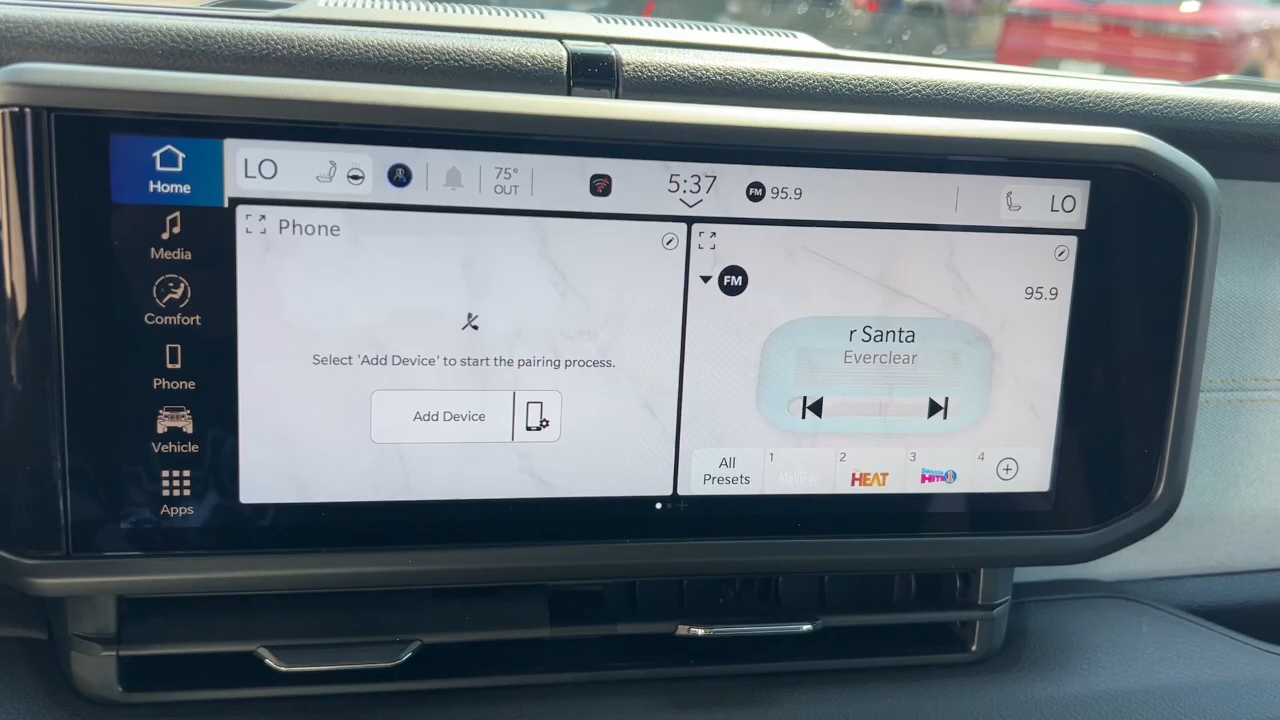 Home
Media
Comfort
Phone
Vehicle
Apps
LO
75°
OUT
5:37
FM 95.9
LO
Phone
Select 'Add Device' to start the pairing process.
Add Device
FM
95.9
r Santa
Everclear
All
Presets
1
2
HEAT
3
HITS 1
4